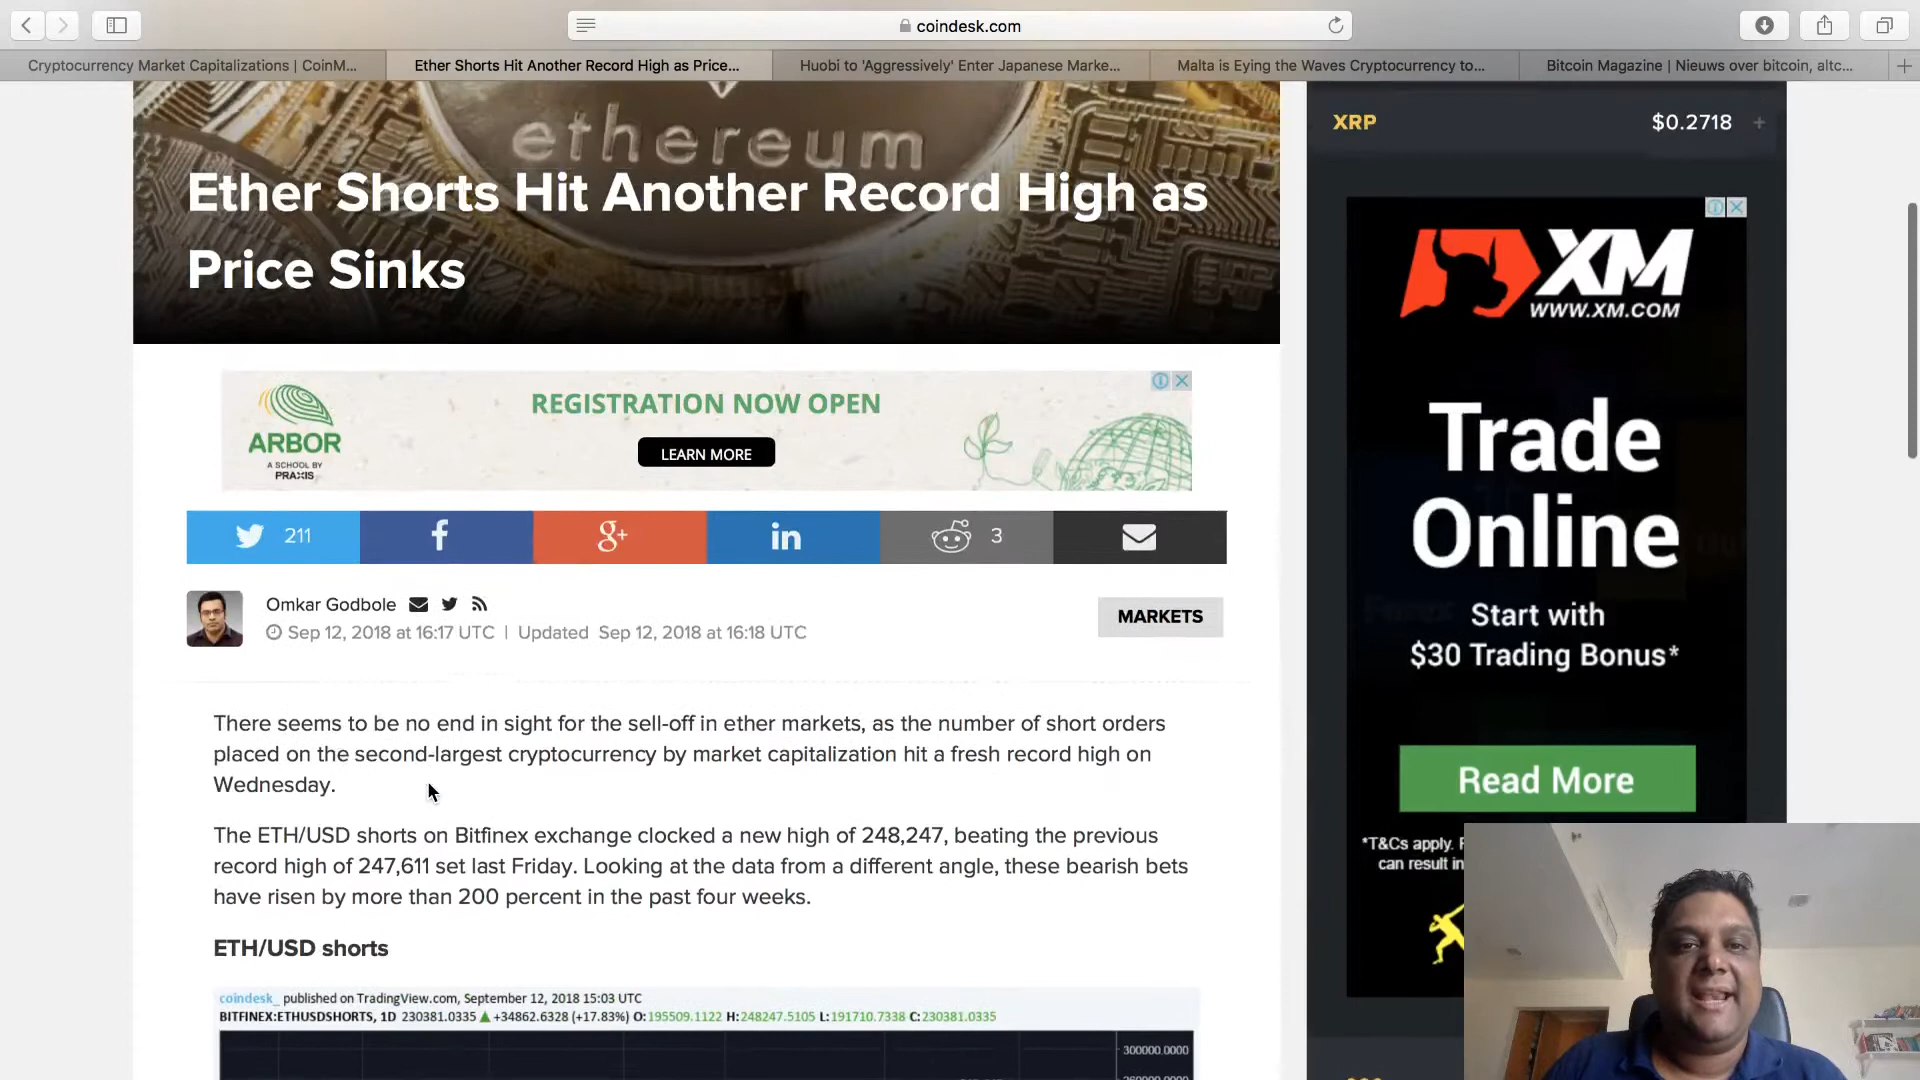 coindesk.com
Cryptocurrency Market Capitalizations | CoinM...
Ether Shorts Hit Another Record High as Price...
Huobi to 'Aggressively' Enter Japanese Marke...
Malta is Eying the Waves Cryptocurrency to...
Bitcoin Magazine | Nieuws over bitcoin, altc...
ethereum
Ether Shorts Hit Another Record High as
Price Sinks
XRP $0.2718 +
XM
WWW.XM.COM
Trade
Online
Start with
$30 Trading Bonus*
Read More
*T&Cs apply.
can result in
ARBOR
A SCHOOL BY
PRAXIS
REGISTRATION NOW OPEN
LEARN MORE
211
3
Omkar Godbole
Sep 12, 2018 at 16:17 UTC | Updated Sep 12, 2018 at 16:18 UTC
MARKETS
There seems to be no end in sight for the sell-off in ether markets, as the number of short orders
placed on the second-largest cryptocurrency by market capitalization hit a fresh record high on
Wednesday.
The ETH/USD shorts on Bitfinex exchange clocked a new high of 248,247, beating the previous
record high of 247,611 set last Friday. Looking at the data from a different angle, these bearish bets
have risen by more than 200 percent in the past four weeks.
ETH/USD shorts
coindesk_ published on TradingView.com, September 12, 2018 15:03 UTC
BITFINEX:ETHUSDSHORTS, 1D 230381.0335 ▲ +34862.6328 (+17.83%) O:195509.1122 H:248247.5105 L:191710.7338 C:230381.0335
300000.0000